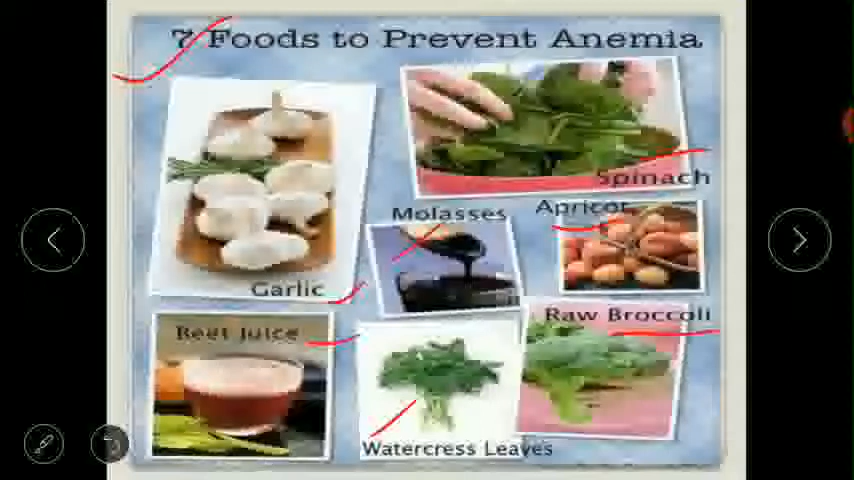 7 Foods to Prevent Anemia
Spinach
Molasses
Apricot
Garlic
Raw Broccoli
Beet Juice
Watercress Leaves